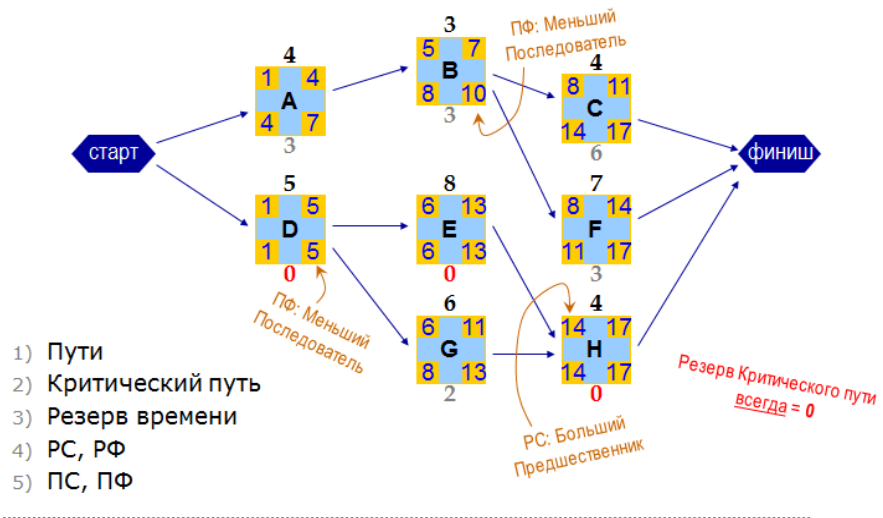 3
ПФ: Меньший
Последователь
4
5 7
B
8 10
3
4
1 4
A
4 7
3
8 11
C
14 17
6
старт
финиш
5
1 5
D
1 5
0
8
6 13
E
6 13
0
7
8 14
F
11 17
3
ПФ: Меньший
Последователь
6
6 11
G
8 13
2
4
14 17
H
14 17
0
РС: Больший
Предшественник
Резерв Критического пути
всегда = 0
1) Пути
2) Критический путь
3) Резерв времени
4) РС, РФ
5) ПС, ПФ